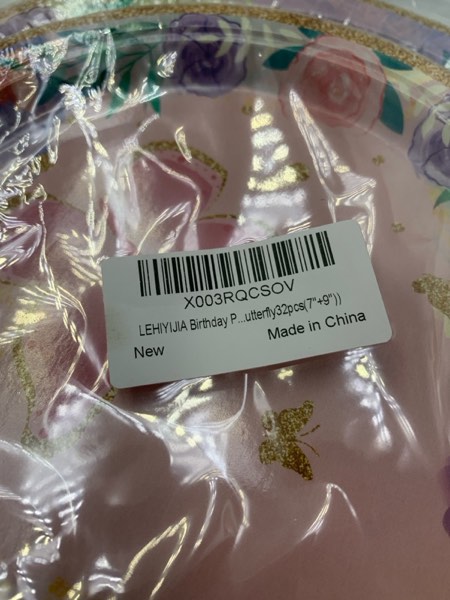 X003RQCSOV
LEHIYIJIA Birthday P...utterfly32pcs(7"+9"))
New
Made in China